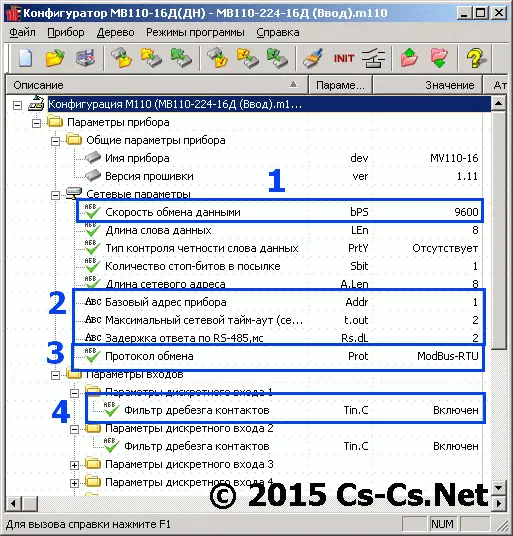 Конфигуратор МВ110-16Д(ДН) - МВ110-224-16Д (Ввод).m110
Файл Прибор Дерево Режимы программы Справка
INIT
Описание Параме... Значение Ат
Конфигурация М110 (МВ110-224-16Д (Ввод).m1...
Параметры прибора
Общие параметры прибора
Имя прибора dev MV110-16
Версия прошивки ver 1.11
1
Сетевые параметры
Скорость обмена данными bPS 9600
Длина слова данных LEn 8
Тип контроля четности слова данных PrtY Отсутствует
Количество стоп-битов в посылке Sbit 1
Длина сетевого адреса A.Len 8
2
Базовый адрес прибора Addr 1
Максимальный сетевой тайм-аут (се... t.out 2
Задержка ответа по RS-485,мс Rs.dL 2
3
Протокол обмена Prot ModBus-RTU
Параметры входов
Параметры дискретного входа 1
4
Фильтр дребезга контактов Tin.C Включен
Параметры дискретного входа 2
Фильтр дребезга контактов Tin.C Включен
Параметры дискретного входа 3
Параметры дискретного входа 4
© 2015 Cs-Cs.Net
Для вызова справки нажмите F1 NUM